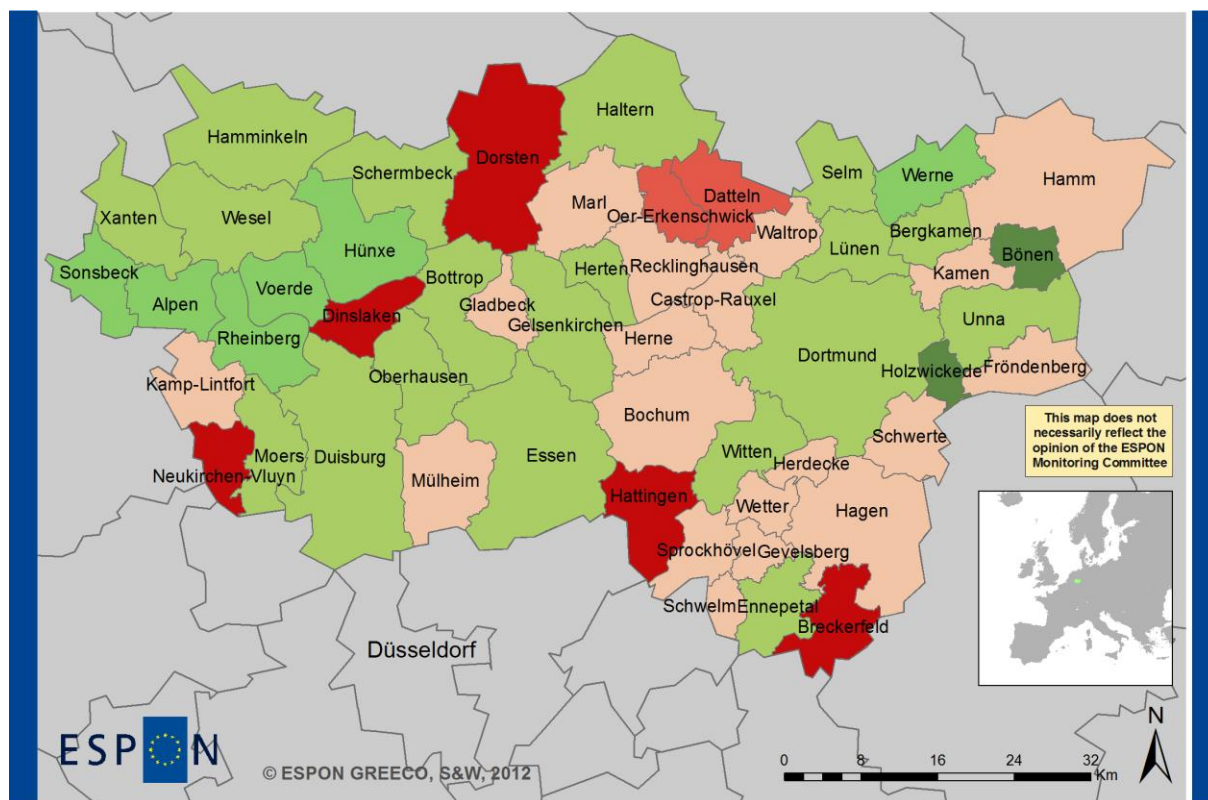 Haltern
Hamminkeln
Dorsten
Schermbeck
Selm
Werne
Hamm
Datteln
Marl
Oer-Erkenschwick
Xanten
Wesel
Waltrop
Bergkamen
Lünen
Hünxe
Bönen
Sonsbeck
Bottrop
Herten
Recklinghausen
Kamen
Voerde
Alpen
Gladbeck
Castrop-Rauxel
Dinslaken
Gelsenkirchen
Unna
Rheinberg
Herne
Dortmund
Holzwickede
Fröndenberg
Oberhausen
Kamp-Lintfort
Bochum
This map does not
necessarily reflect the
opinion of the ESPON
Monitoring Committee
Schwerte
Moers
Duisburg
Essen
Witten
Herdecke
Neukirchen-Vluyn
Mülheim
Hattingen
Wetter
Hagen
Sprockhövel
Gevelsberg
Schwelm
Ennepetal
Breckerfeld
Düsseldorf
N
ESPON
© ESPON GREECO, S&W, 2012
0 8 16 24 32
Km